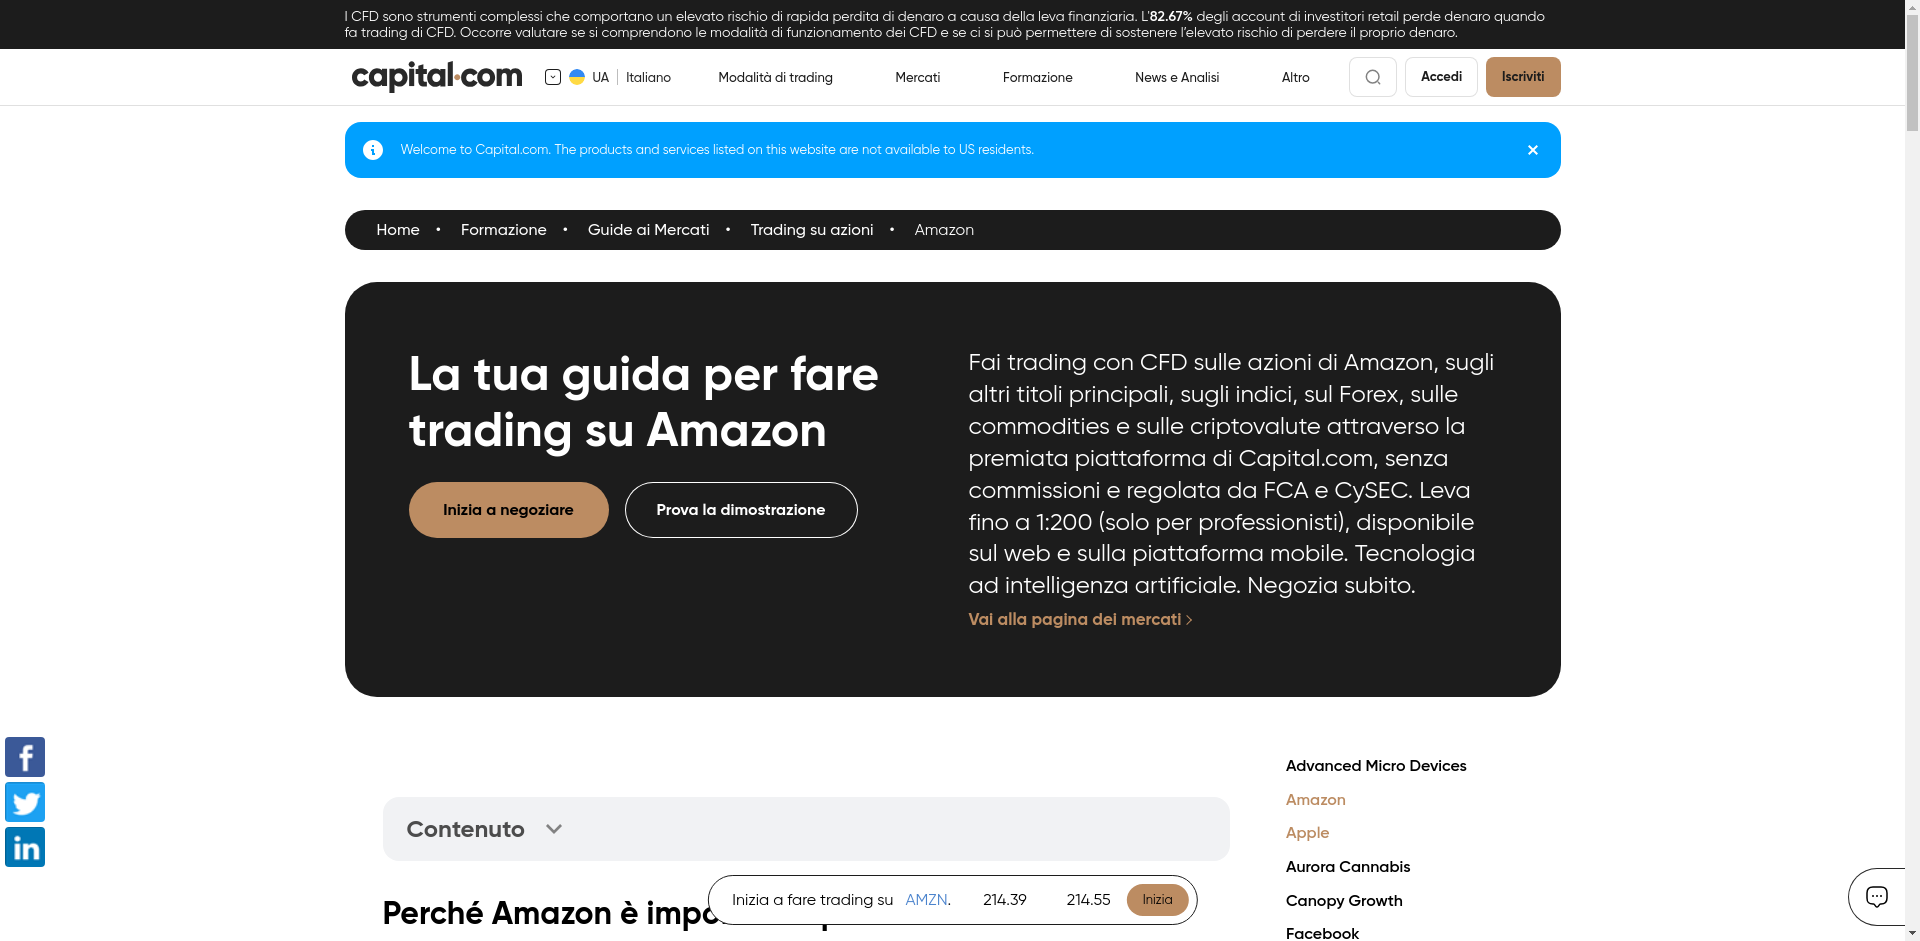 I CFD sono strumenti complessi che comportano un elevato rischio di rapida perdita di denaro a causa della leva finanziaria. L'82.67% degli account di investitori retail perde denaro quando
fa trading di CFD. Occorre valutare se si comprendono le modalità di funzionamento dei CFD e se ci si può permettere di sostenere l'elevato rischio di perdere il proprio denaro.
capital.com
UA
Italiano
Modalità di trading
Mercati
Formazione
News e Analisi
Altro
Accedi
Iscriviti
Welcome to Capital.com. The products and services listed on this website are not available to US residents.
Home • Formazione • Guide ai Mercati • Trading su azioni • Amazon
La tua guida per fare
trading su Amazon
Inizia a negoziare
Prova la dimostrazione
Fai trading con CFD sulle azioni di Amazon, sugli
altri titoli principali, sugli indici, sul Forex, sulle
commodities e sulle criptovalute attraverso la
premiata piattaforma di Capital.com, senza
commissioni e regolata da FCA e CySEC. Leva
fino a 1:200 (solo per professionisti), disponibile
sul web e sulla piattaforma mobile. Tecnologia
ad intelligenza artificiale. Negozia subito.
Vai alla pagina dei mercati
Contenuto
Perché Amazon è
Inizia a fare trading su AMZN. 214.39 214.55 Inizia
Advanced Micro Devices
Amazon
Apple
Aurora Cannabis
Canopy Growth
Facebook